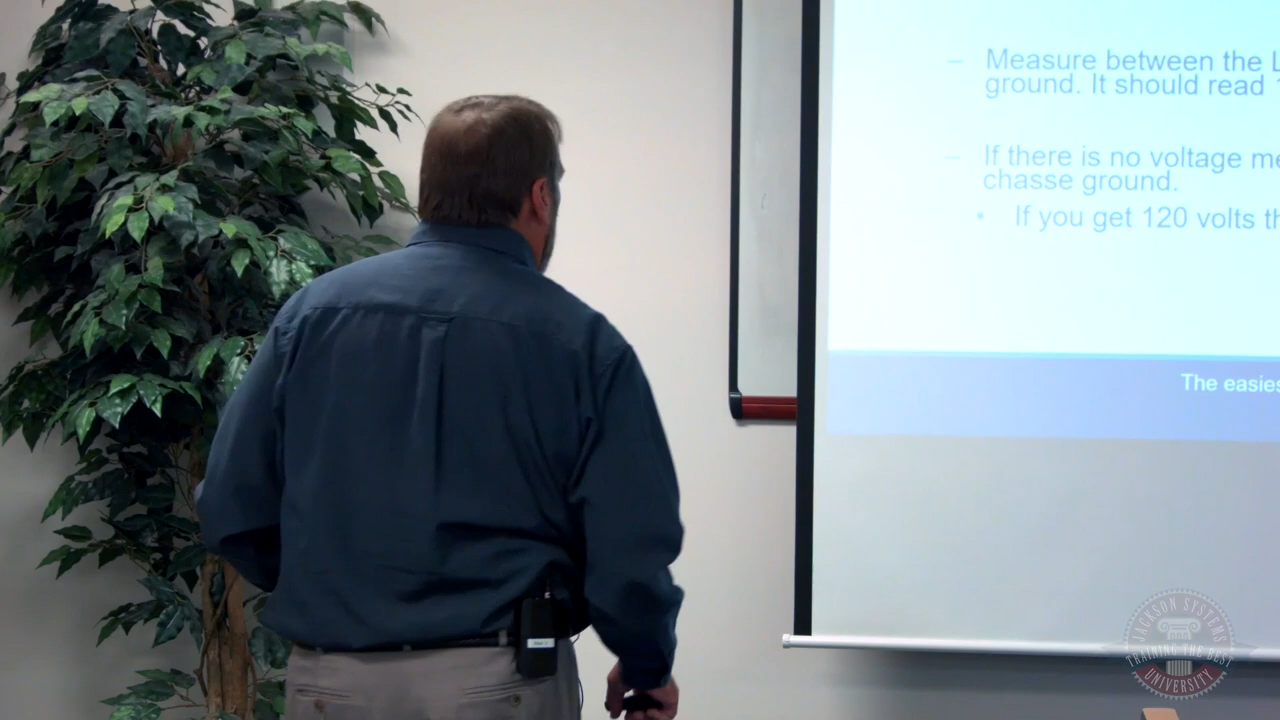 – Measure between the L
ground. It should read 1
– If there is no voltage me
chasse ground.
• If you get 120 volts th
The easies
JACKSON SYSTEMS
TRAINING THE BEST
UNIVERSITY